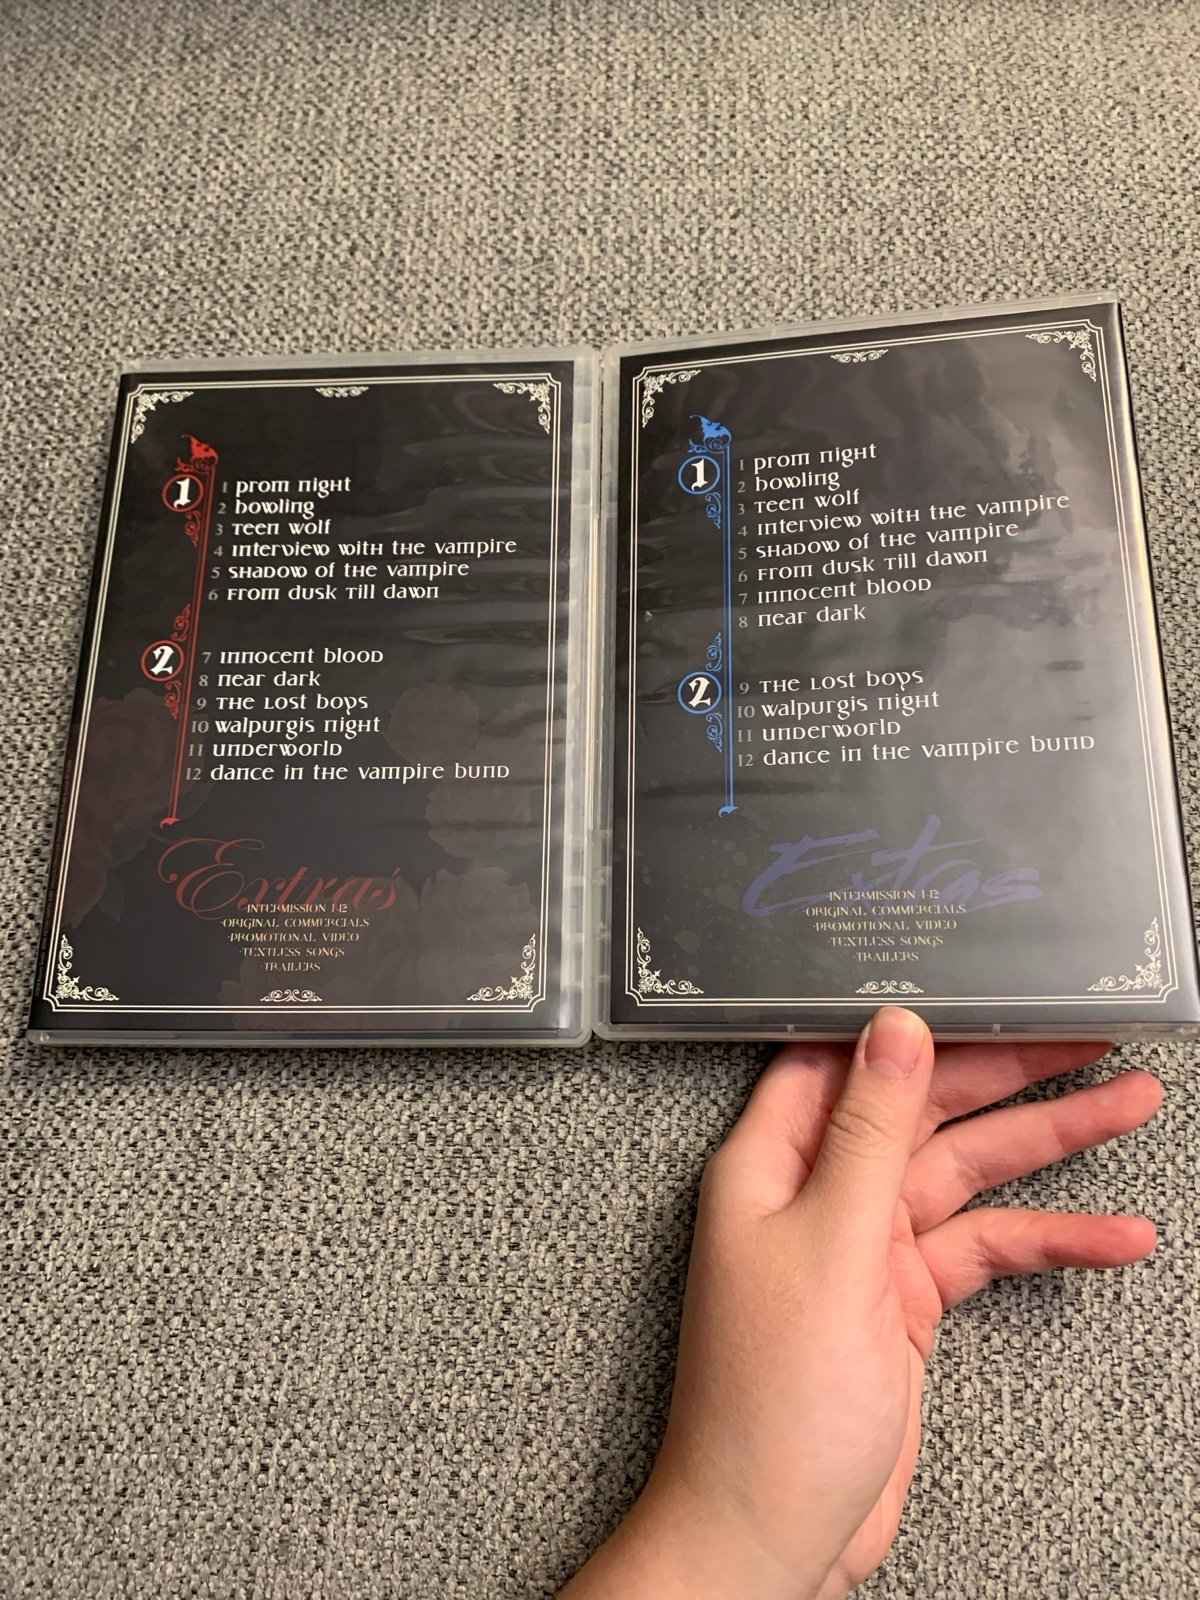 1
1 prom night
2 bowling
3 Teen wolf
4 interview with the vampire
5 shadow of the vampire
6 From dusk Till dawn
2
7 innocent blood
8 near dark
9 The Lost boys
10 walpurgis night
11 underworld
12 dance in the vampire bund
Extras
·INTERMISSION 1-12
·ORIGINAL COMMERCIALS
·PROMOTIONAL VIDEO
·TEXTLESS SONGS
·TRAILERS
1
1 prom night
2 bowling
3 Teen wolf
4 interview with the vampire
5 shadow of the vampire
6 From dusk Till dawn
7 innocent blood
8 near dark
2
9 The Lost boys
10 walpurgis night
11 underworld
12 dance in the vampire bund
Extras
·INTERMISSION 1-12
·ORIGINAL COMMERCIALS
·PROMOTIONAL VIDEO
·TEXTLESS SONGS
·TRAILERS